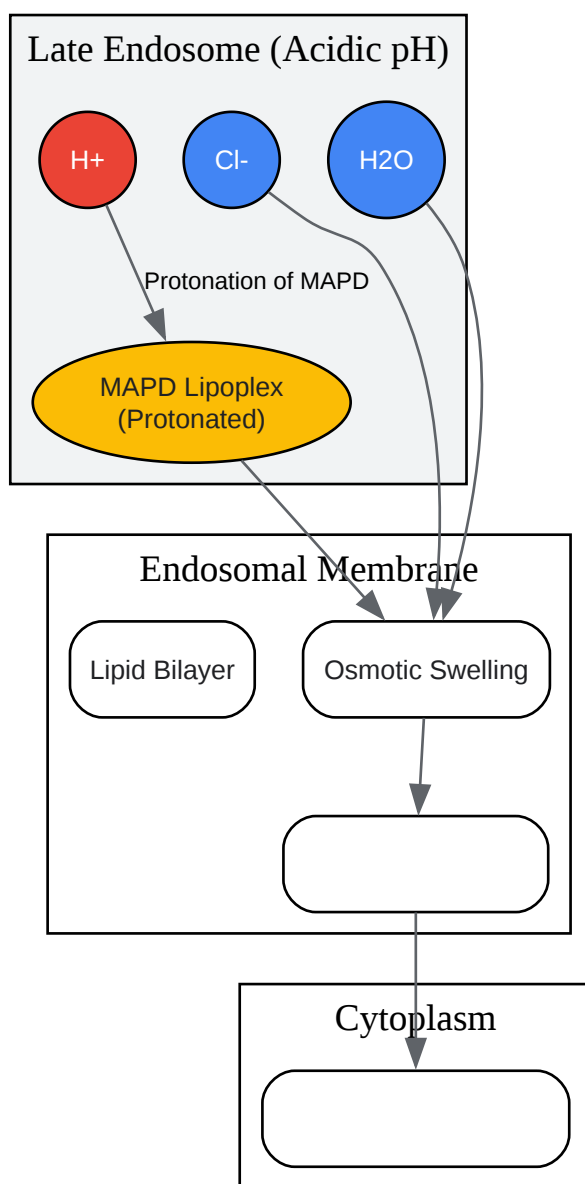 Late Endosome (Acidic pH)
H+
Cl-
H2O
Protonation of MAPD
MAPD Lipoplex
(Protonated)
Endosomal Membrane
Lipid Bilayer
Osmotic Swelling
Cytoplasm